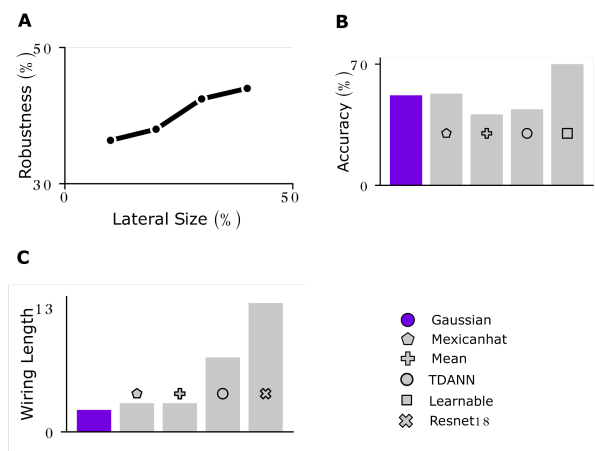 A
50
Robustness (%)
30
0
50
Lateral Size (%)
B
70
Accuracy (%)
0
C
13
Wiring Length
0
Gaussian
Mexicanhat
Mean
TDANN
Learnable
Resnet18